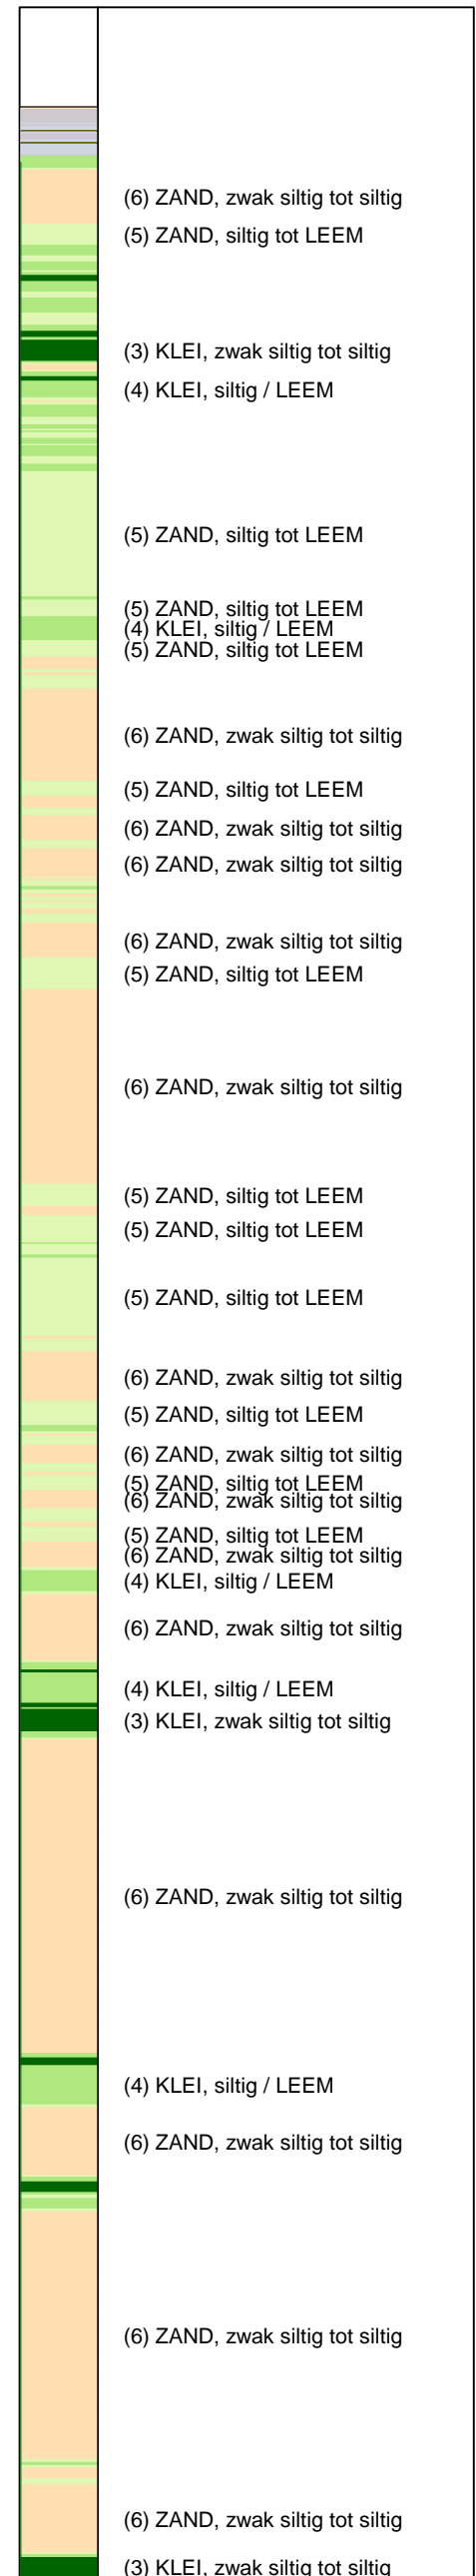 (6) ZAND, zwak siltig tot siltig
(5) ZAND, siltig tot LEEM
(3) KLEI, zwak siltig tot siltig
(4) KLEI, siltig / LEEM
(5) ZAND, siltig tot LEEM
(5) ZAND, siltig tot LEEM
(4) KLEI, siltig / LEEM
(5) ZAND, siltig tot LEEM
(6) ZAND, zwak siltig tot siltig
(5) ZAND, siltig tot LEEM
(6) ZAND, zwak siltig tot siltig
(6) ZAND, zwak siltig tot siltig
(6) ZAND, zwak siltig tot siltig
(5) ZAND, siltig tot LEEM
(6) ZAND, zwak siltig tot siltig
(5) ZAND, siltig tot LEEM
(5) ZAND, siltig tot LEEM
(5) ZAND, siltig tot LEEM
(6) ZAND, zwak siltig tot siltig
(5) ZAND, siltig tot LEEM
(6) ZAND, zwak siltig tot siltig
(5) ZAND, siltig tot LEEM
(6) ZAND, zwak siltig tot siltig
(5) ZAND, siltig tot LEEM
(6) ZAND, zwak siltig tot siltig
(4) KLEI, siltig / LEEM
(6) ZAND, zwak siltig tot siltig
(4) KLEI, siltig / LEEM
(3) KLEI, zwak siltig tot siltig
(6) ZAND, zwak siltig tot siltig
(4) KLEI, siltig / LEEM
(6) ZAND, zwak siltig tot siltig
(6) ZAND, zwak siltig tot siltig
(6) ZAND, zwak siltig tot siltig
(3) KLEI, zwak siltig tot siltig